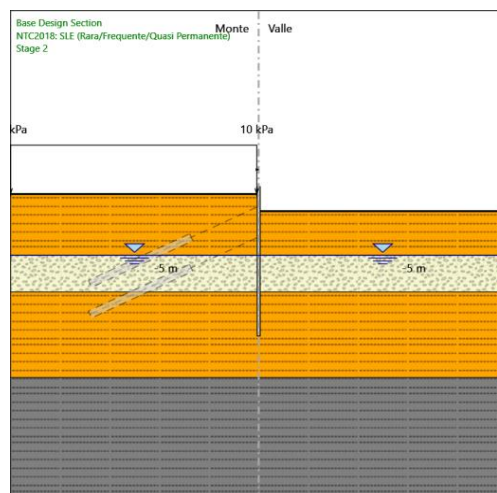 Base Design Section
NTC2018: SLE (Rara/Frequente/Quasi Permanente)
Stage 2
Monte Valle
kPa 10 kPa
-5 m -5 m